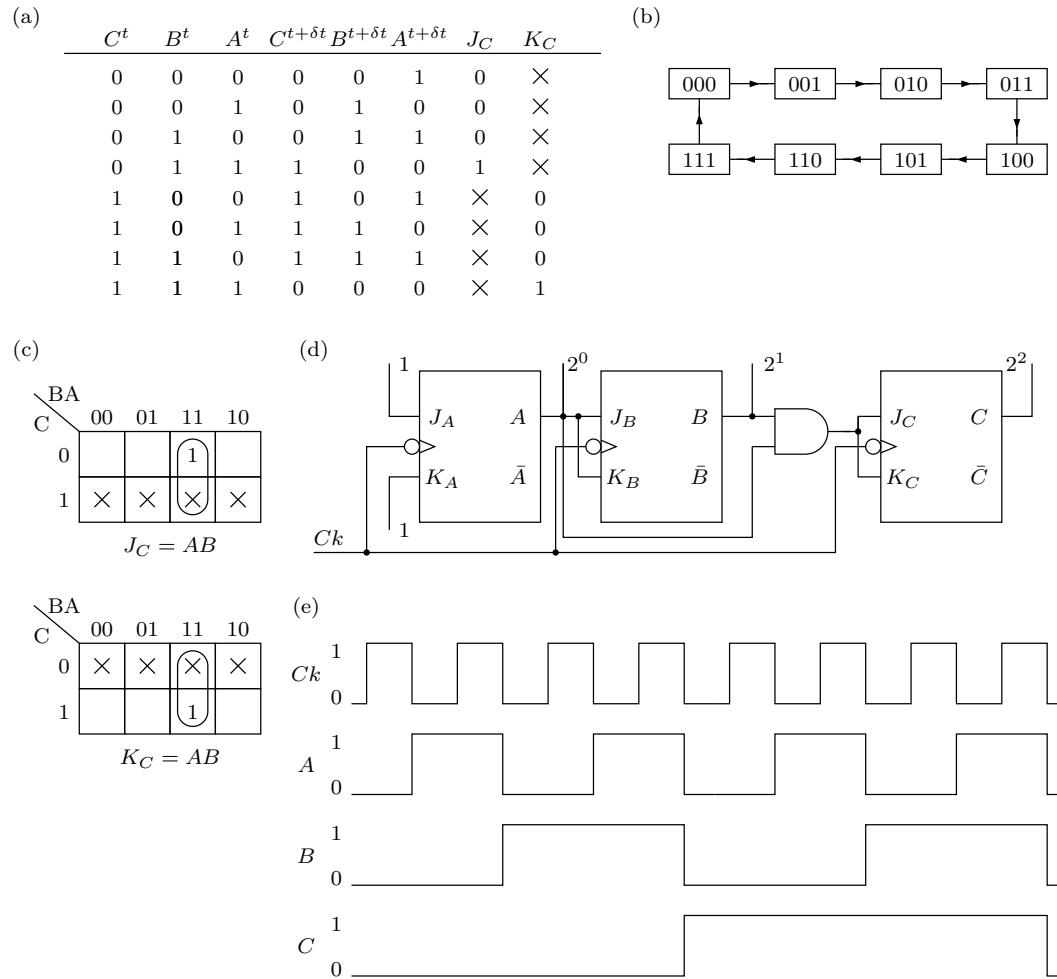 (a)
C^t B^t A^t C^{t+δt} B^{t+δt} A^{t+δt} J_C K_C
0 0 0 0 0 1 0 ×
0 0 1 0 1 0 0 ×
0 1 0 0 1 1 0 ×
0 1 1 1 0 0 1 ×
1 0 0 1 0 1 × 0
1 0 1 1 1 0 × 0
1 1 0 1 1 1 × 0
1 1 1 0 0 0 × 1
(b)
000 001 010 011
111 110 101 100
(c)
BA
C 00 01 11 10
0 1
1 × × × ×
J_C = AB
BA
C 00 01 11 10
0 × × × ×
1 1
K_C = AB
(d)
1 2^0 2^1 2^2
J_A A J_B B J_C C
K_A Ā K_B B̄ K_C C̄
1
Ck
(e)
1
Ck
0
1
A
0
1
B
0
1
C
0